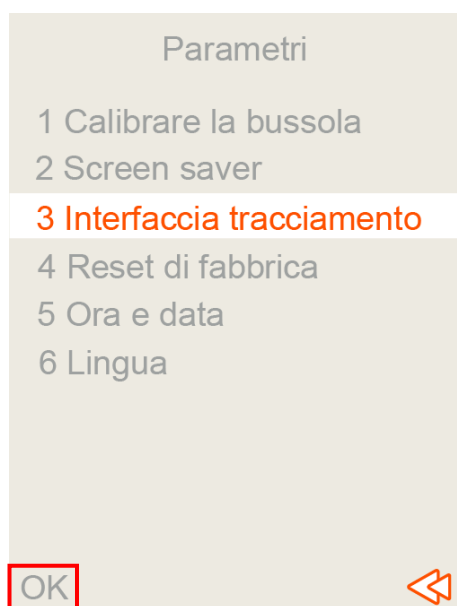 Parametri
1 Calibrare la bussola
2 Screen saver
3 Interfaccia tracciamento
4 Reset di fabbrica
5 Ora e data
6 Lingua
OK